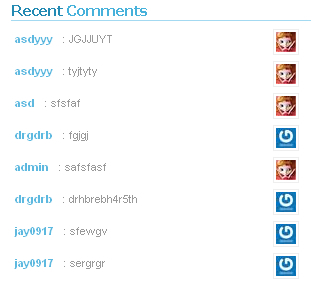 Recent Comments
asdyyy : JGJJUYT
asdyyy : tyjtyty
asd : sfsfaf
drgdrb : fgjgj
admin : safsfasf
drgdrb : drhbrebh4r5th
jay0917 : sfewgv
jay0917 : sergrgr